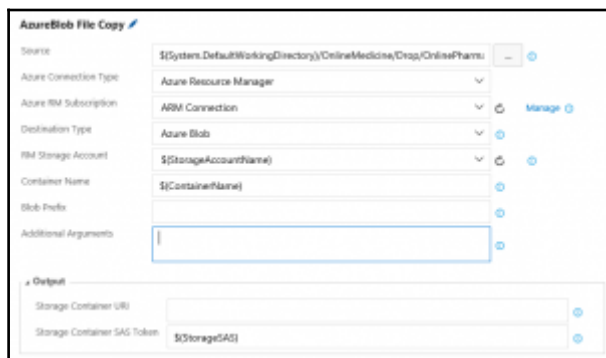 AzureBlob File Copy
Source
$(System.DefaultWorkingDirectory)/OnlineMedicine/Drop/OnlinePharma
...
Azure Connection Type
Azure Resource Manager
Azure RM Subscription
ARM Connection
Manage
Destination Type
Azure Blob
RM Storage Account
$(StorageAccountName)
Container Name
$(ContainerName)
Blob Prefix
Additional Arguments
Output
Storage Container URI
Storage Container SAS Token
$(StorageSAS)